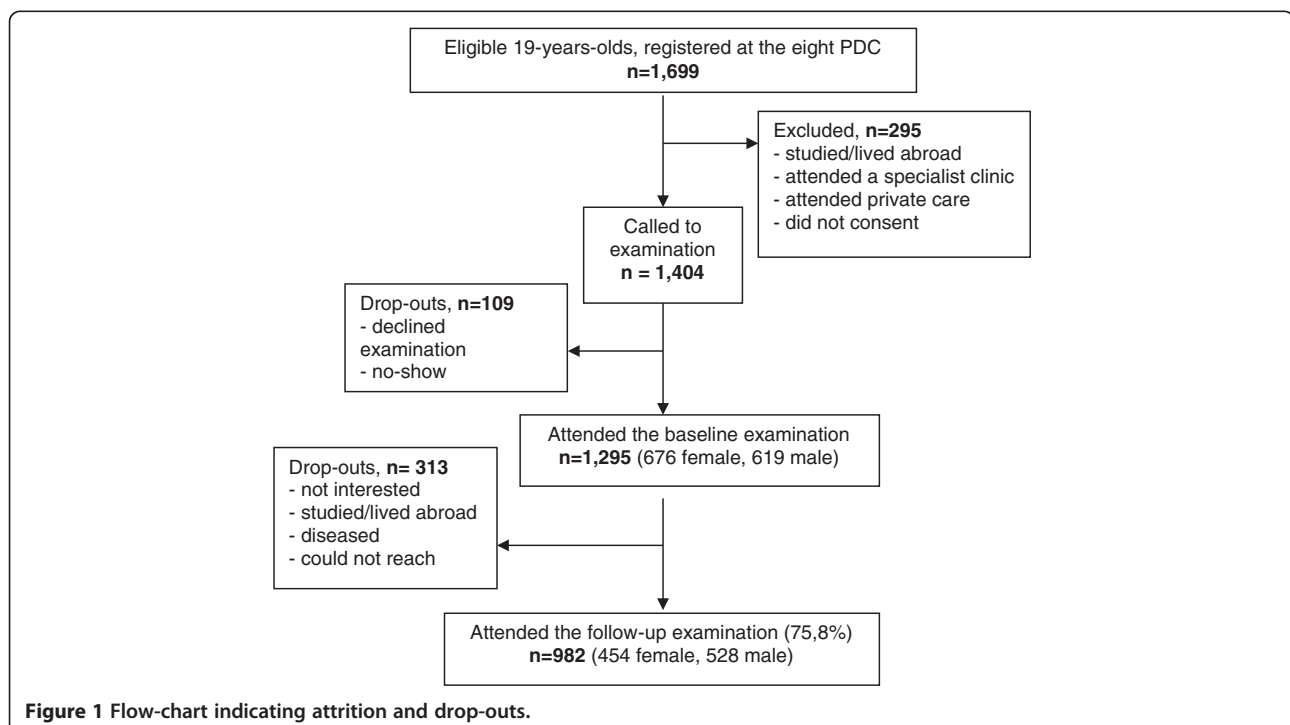 Eligible 19-years-olds, registered at the eight PDC
n=1,699
Excluded, n=295
- studied/lived abroad
- attended a specialist clinic
- attended private care
- did not consent
Called to
examination
n = 1,404
Drop-outs, n=109
- declined
examination
- no-show
Attended the baseline examination
n=1,295 (676 female, 619 male)
Drop-outs, n= 313
- not interested
- studied/lived abroad
- diseased
- could not reach
Attended the follow-up examination (75,8%)
n=982 (454 female, 528 male)
Figure 1 Flow-chart indicating attrition and drop-outs.